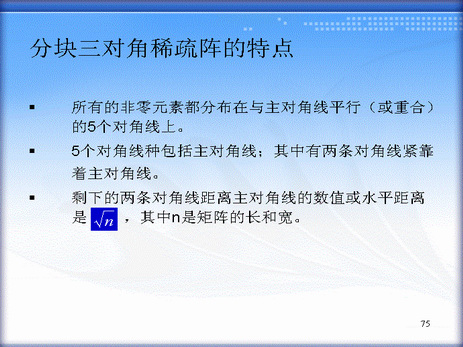 分块三对角稀疏阵的特点
▪ 所有的非零元素都分布在与主对角线平行（或重合）
的5个对角线上。
▪ 5个对角线种包括主对角线；其中有两条对角线紧靠
着主对角线。
▪ 剩下的两条对角线距离主对角线的数值或水平距离
是 √n ，其中n是矩阵的长和宽。
75